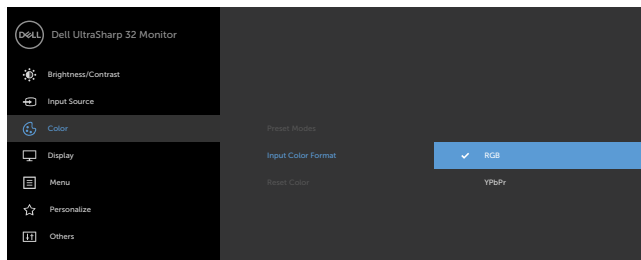 DELL Dell UltraSharp 32 Monitor
Brightness/Contrast
Input Source
Color
Preset Modes
Display
Input Color Format
RGB
Menu
Reset Color
YPbPr
Personalize
Others